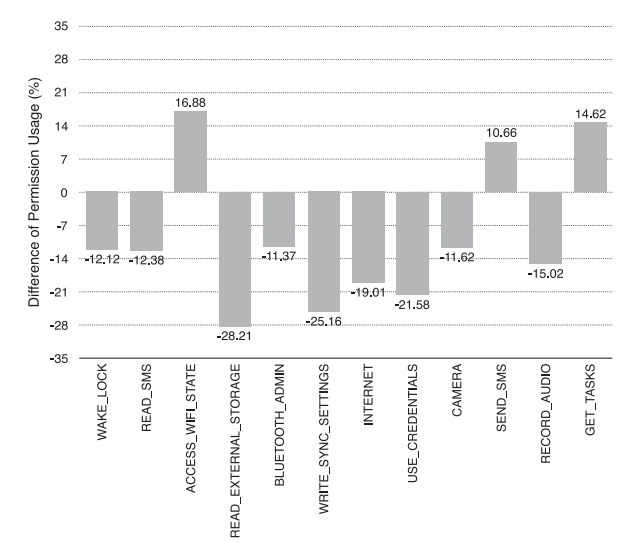 Difference of Permission Usage (%)
35
28
21
14
7
0
-7
-14
-21
-28
-35
-12.12
-12.38
16.88
-28.21
-11.37
-25.16
-19.01
-21.58
-11.62
10.66
-15.02
14.62
WAKE_LOCK
READ_SMS
ACCESS_WIFI_STATE
READ_EXTERNAL_STORAGE
BLUETOOTH_ADMIN
WRITE_SYNC_SETTINGS
INTERNET
USE_CREDENTIALS
CAMERA
SEND_SMS
RECORD_AUDIO
GET_TASKS